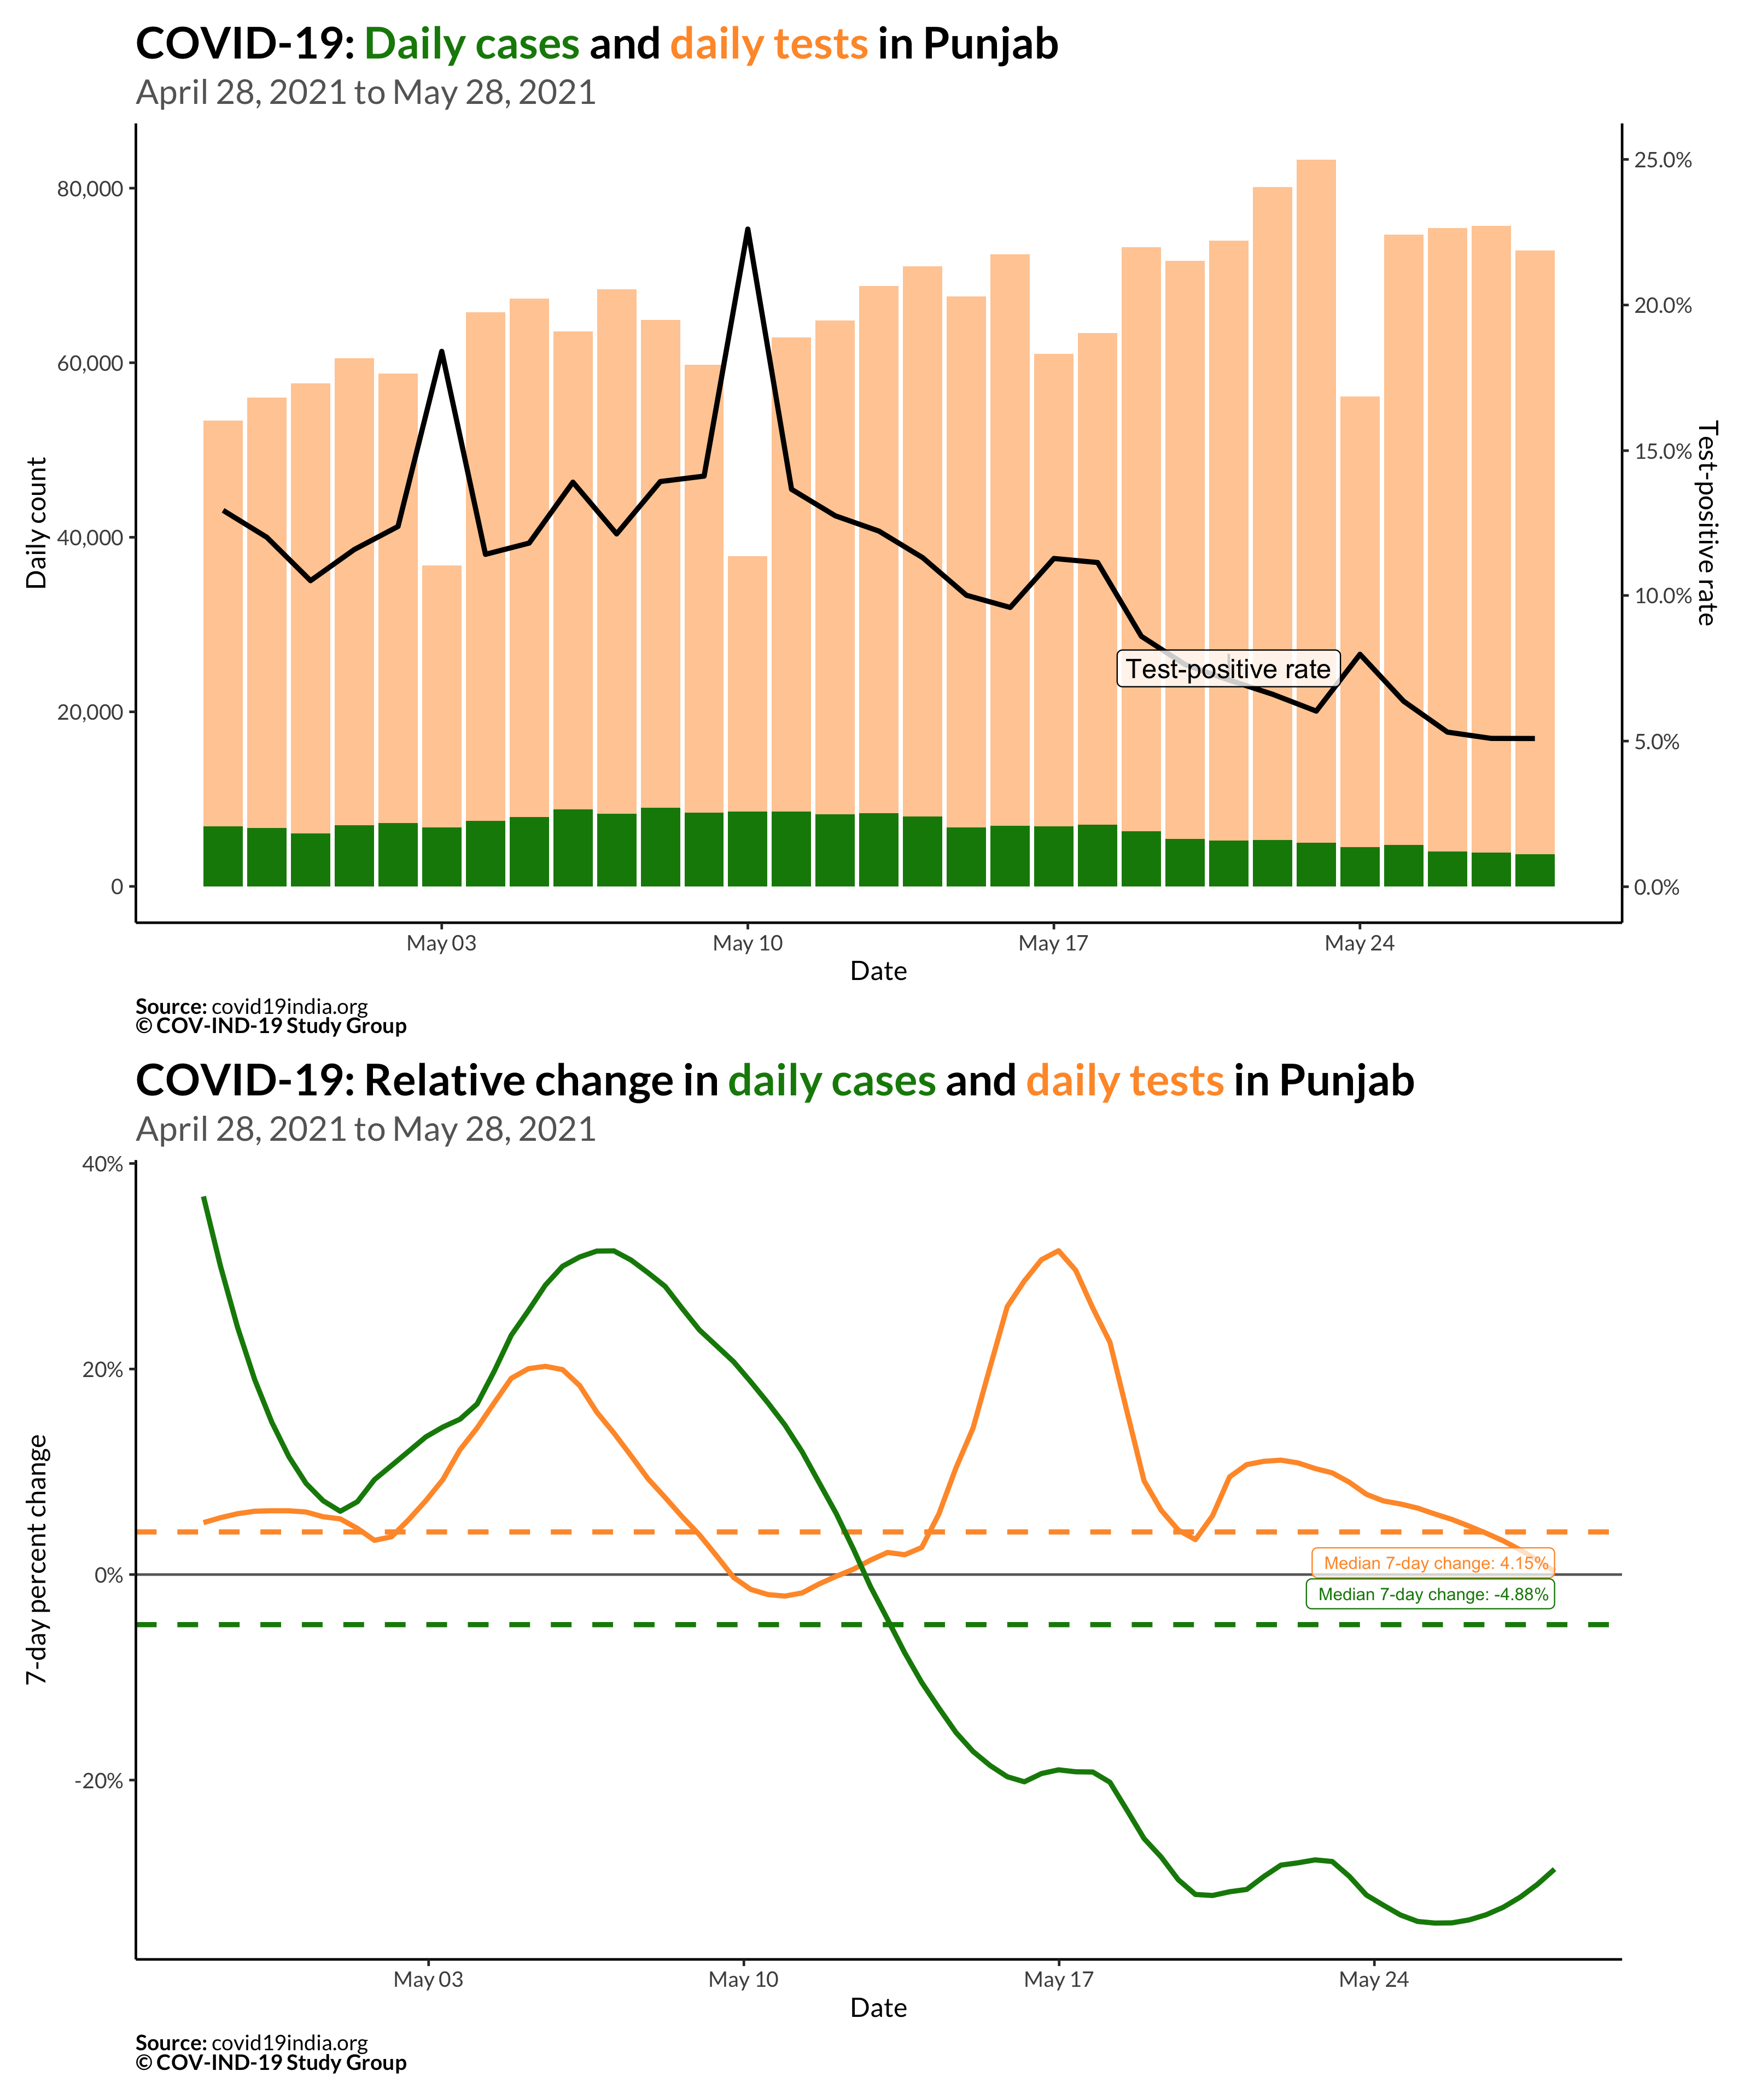 COVID-19: Daily cases and daily tests in Punjab
April 28, 2021 to May 28, 2021
80,000
60,000
40,000
20,000
0
Daily count
25.0%
20.0%
15.0%
10.0%
5.0%
0.0%
Test-positive rate
Test-positive rate
May 03
May 10
May 17
May 24
Date
Source: covid19india.org
© COV-IND-19 Study Group
COVID-19: Relative change in daily cases and daily tests in Punjab
April 28, 2021 to May 28, 2021
40%
20%
0%
-20%
7-day percent change
Median 7-day change: 4.15%
Median 7-day change: -4.88%
May 03
May 10
May 17
May 24
Date
Source: covid19india.org
© COV-IND-19 Study Group